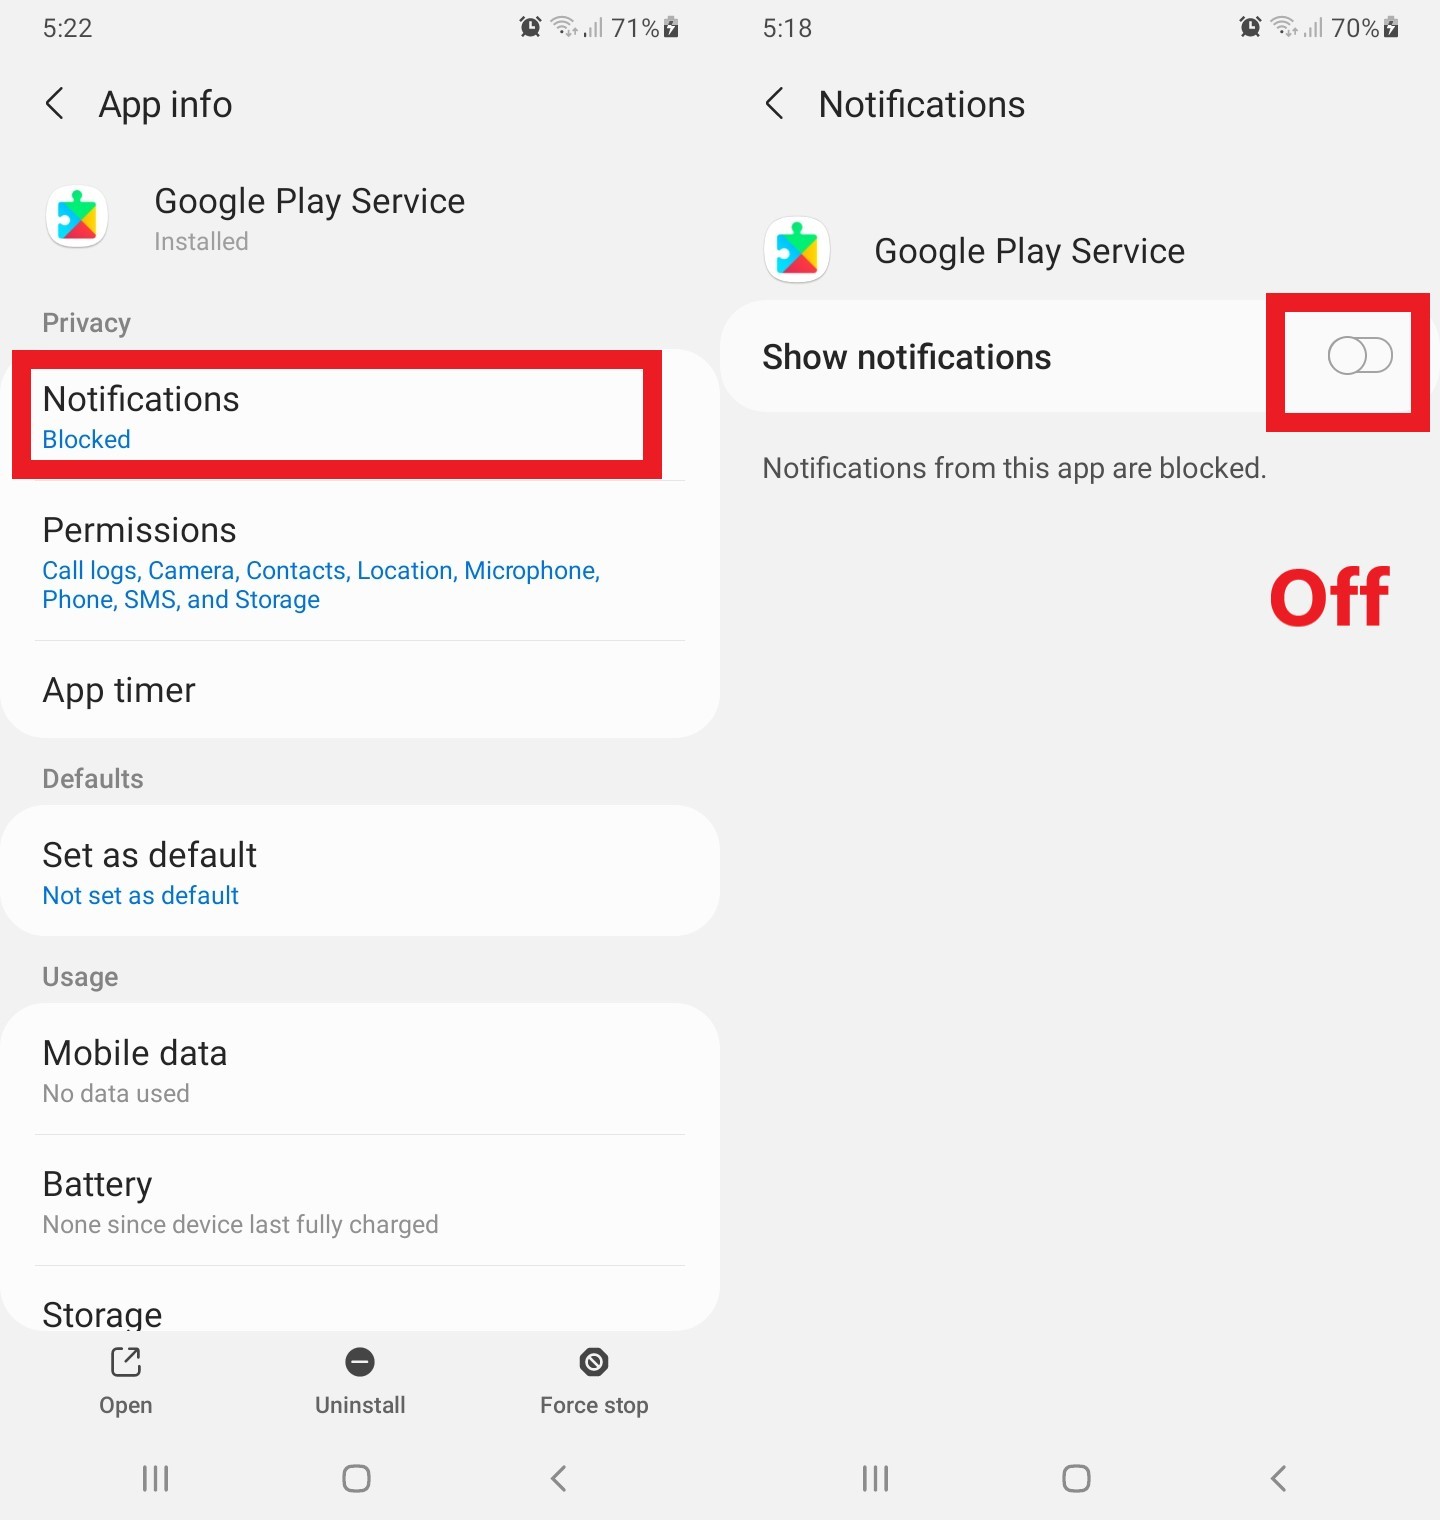 5:22
71%
App info
Google Play Service
Installed
Privacy
Notifications
Blocked
Permissions
Call logs, Camera, Contacts, Location, Microphone,
Phone, SMS, and Storage
App timer
Defaults
Set as default
Not set as default
Usage
Mobile data
No data used
Battery
None since device last fully charged
Storage
Open
Uninstall
Force stop
5:18
70%
Notifications
Google Play Service
Show notifications
Notifications from this app are blocked.
Off